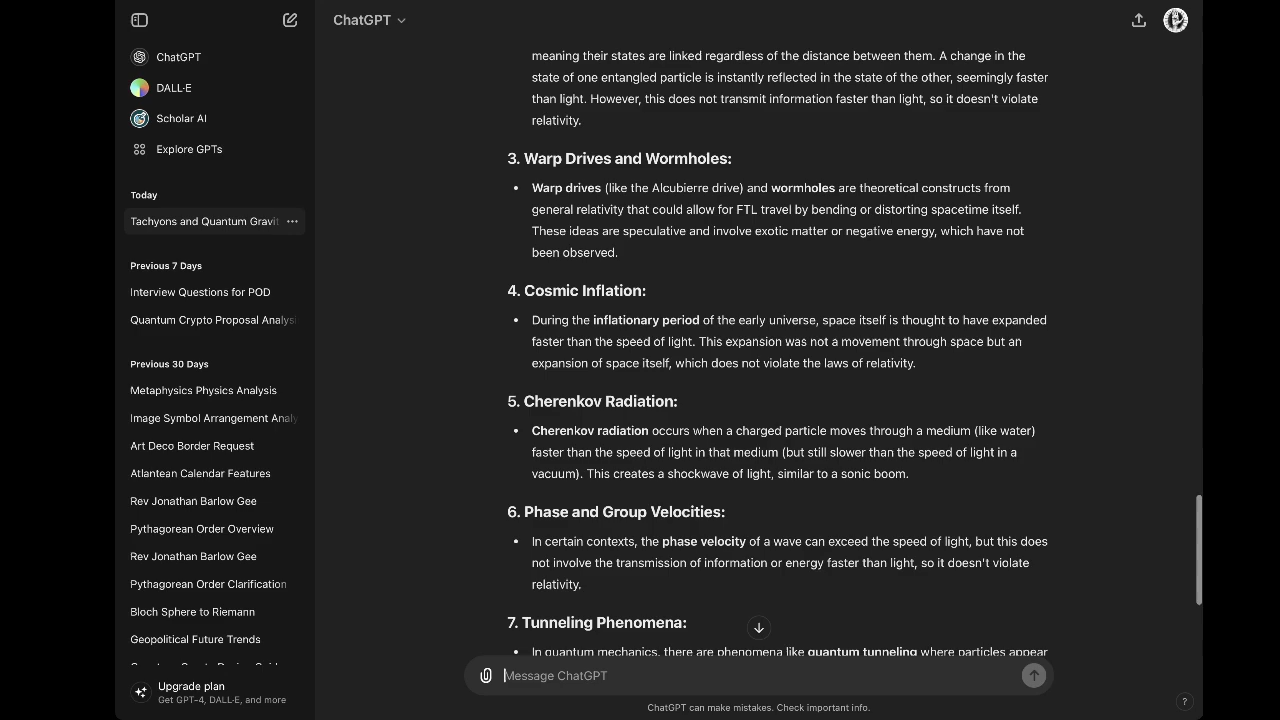 ChatGPT
DALL·E
Scholar AI
Explore GPTs
Today
Tachyons and Quantum Gravit
Previous 7 Days
Interview Questions for POD
Quantum Crypto Proposal Analysi
Previous 30 Days
Metaphysics Physics Analysis
Image Symbol Arrangement Analy
Art Deco Border Request
Atlantean Calendar Features
Rev Jonathan Barlow Gee
Pythagorean Order Overview
Rev Jonathan Barlow Gee
Pythagorean Order Clarification
Bloch Sphere to Riemann
Geopolitical Future Trends
Upgrade plan
Get GPT-4, DALL·E, and more
ChatGPT
meaning their states are linked regardless of the distance between them. A change in the
state of one entangled particle is instantly reflected in the state of the other, seemingly faster
than light. However, this does not transmit information faster than light, so it doesn't violate
relativity.
3. Warp Drives and Wormholes:
• Warp drives (like the Alcubierre drive) and wormholes are theoretical constructs from
general relativity that could allow for FTL travel by bending or distorting spacetime itself.
These ideas are speculative and involve exotic matter or negative energy, which have not
been observed.
4. Cosmic Inflation:
• During the inflationary period of the early universe, space itself is thought to have expanded
faster than the speed of light. This expansion was not a movement through space but an
expansion of space itself, which does not violate the laws of relativity.
5. Cherenkov Radiation:
• Cherenkov radiation occurs when a charged particle moves through a medium (like water)
faster than the speed of light in that medium (but still slower than the speed of light in a
vacuum). This creates a shockwave of light, similar to a sonic boom.
6. Phase and Group Velocities:
• In certain contexts, the phase velocity of a wave can exceed the speed of light, but this does
not involve the transmission of information or energy faster than light, so it doesn't violate
relativity.
7. Tunneling Phenomena:
• In quantum mechanics, there are phenomena like quantum tunneling where particles appear
Message ChatGPT
ChatGPT can make mistakes. Check important info.
?